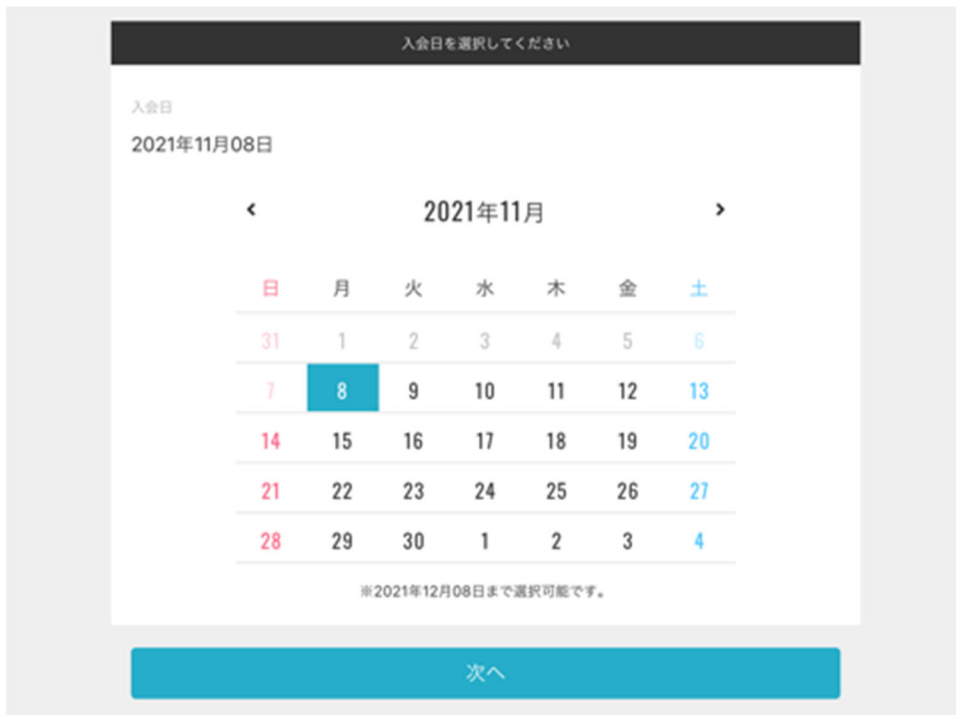 入会日を選択してください
入会日
2021年11月08日
2021年11月
日 月 火 水 木 金 土
31 1 2 3 4 5 6
7 8 9 10 11 12 13
14 15 16 17 18 19 20
21 22 23 24 25 26 27
28 29 30 1 2 3 4
※2021年12月08日まで選択可能です。
次へ